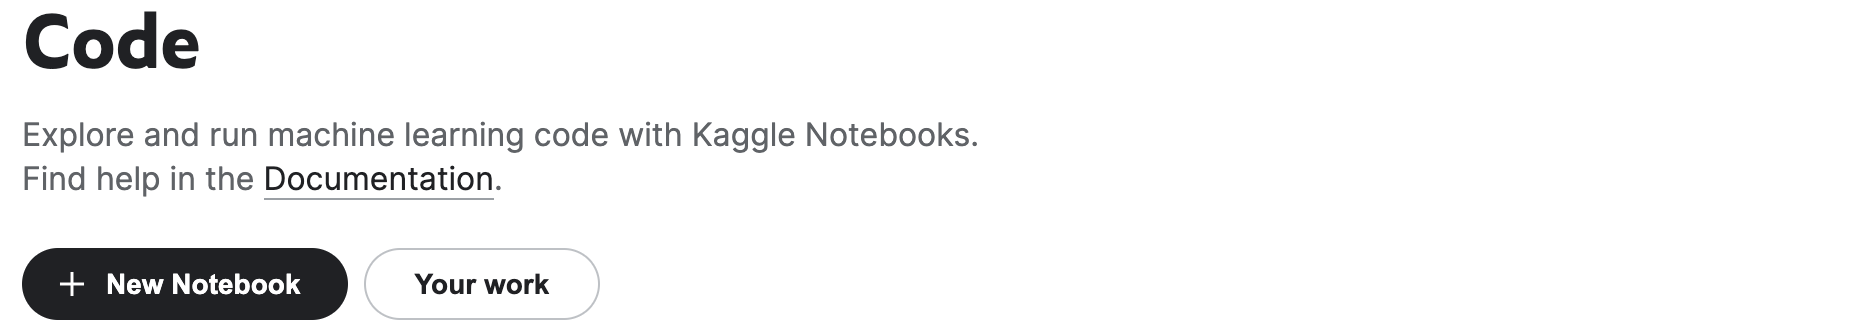 Code
Explore and run machine learning code with Kaggle Notebooks.
Find help in the Documentation.
+ New Notebook Your work